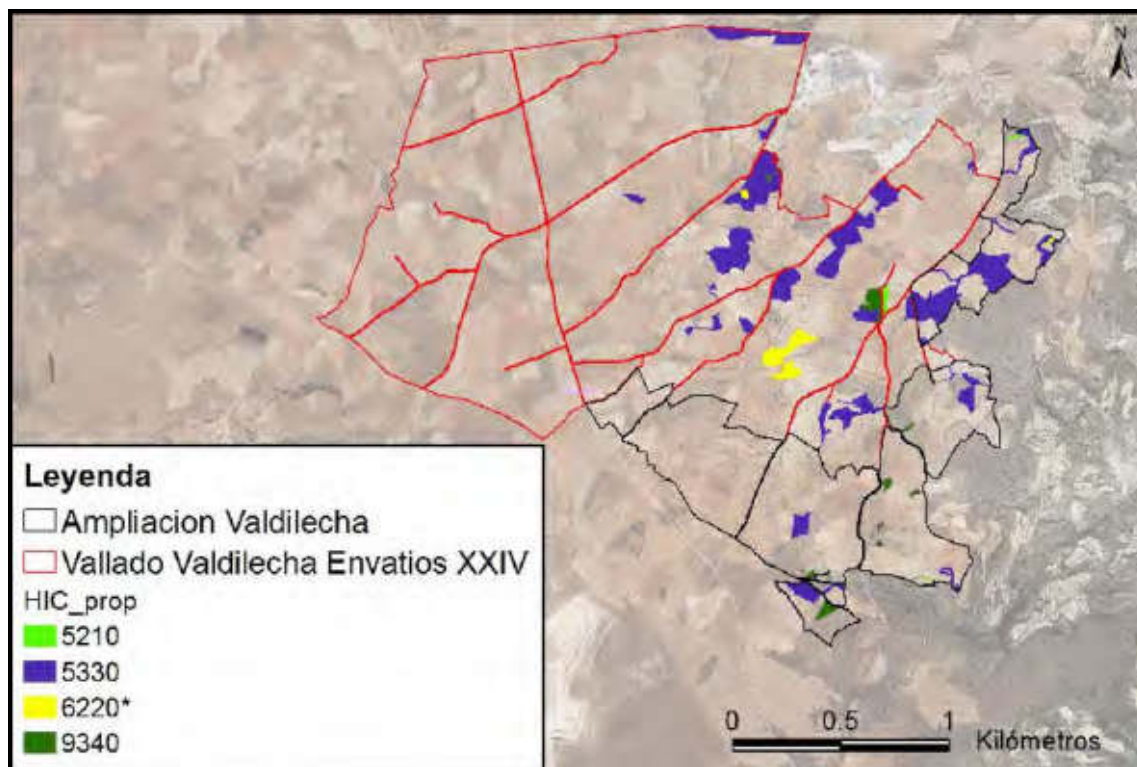 N
Leyenda
Ampliacion Valdilecha
Vallado Valdilecha Envatios XXIV
HIC_prop
5210
5330
6220*
9340
0 0.5 1
Kilómetros